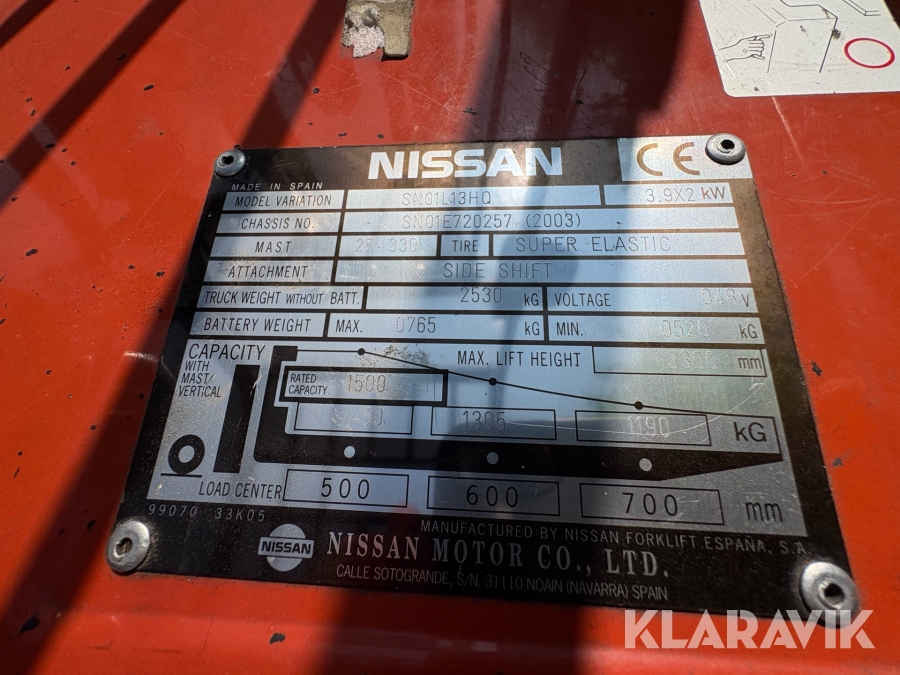 NISSAN CE
MADE IN SPAIN
MODEL VARIATION SN01L13HQ 3.9X2 kW
CHASSIS NO. SN01E720257 (2003)
MAST TIRE SUPER ELASTIC
ATTACHMENT SIDE SHIFT
TRUCK WEIGHT WITHOUT BATT. 2530 kG VOLTAGE 048 V
BATTERY WEIGHT MAX. 0765 kG MIN. 0520 kG
CAPACITY WITH MAST VERTICAL
MAX. LIFT HEIGHT mm
RATED CAPACITY 1500
1305 1190 kG
LOAD CENTER 500 600 700 mm
99070 33K05
MANUFACTURED BY NISSAN FORKLIFT ESPAÑA, S.A.
NISSAN NISSAN MOTOR CO., LTD.
CALLE SOTOGRANDE, S/N. 31110 NOAIN (NAVARRA) SPAIN
KLARAVIK